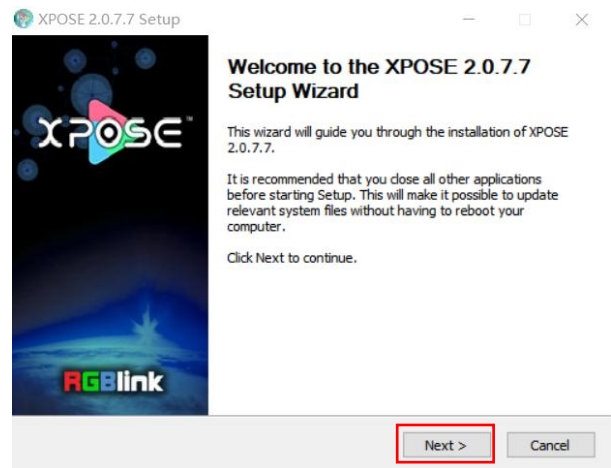 XPOSE 2.0.7.7 Setup
XPOSE™
RGBlink
Welcome to the XPOSE 2.0.7.7
Setup Wizard
This wizard will guide you through the installation of XPOSE
2.0.7.7.
It is recommended that you close all other applications
before starting Setup. This will make it possible to update
relevant system files without having to reboot your
computer.
Click Next to continue.
Next >
Cancel